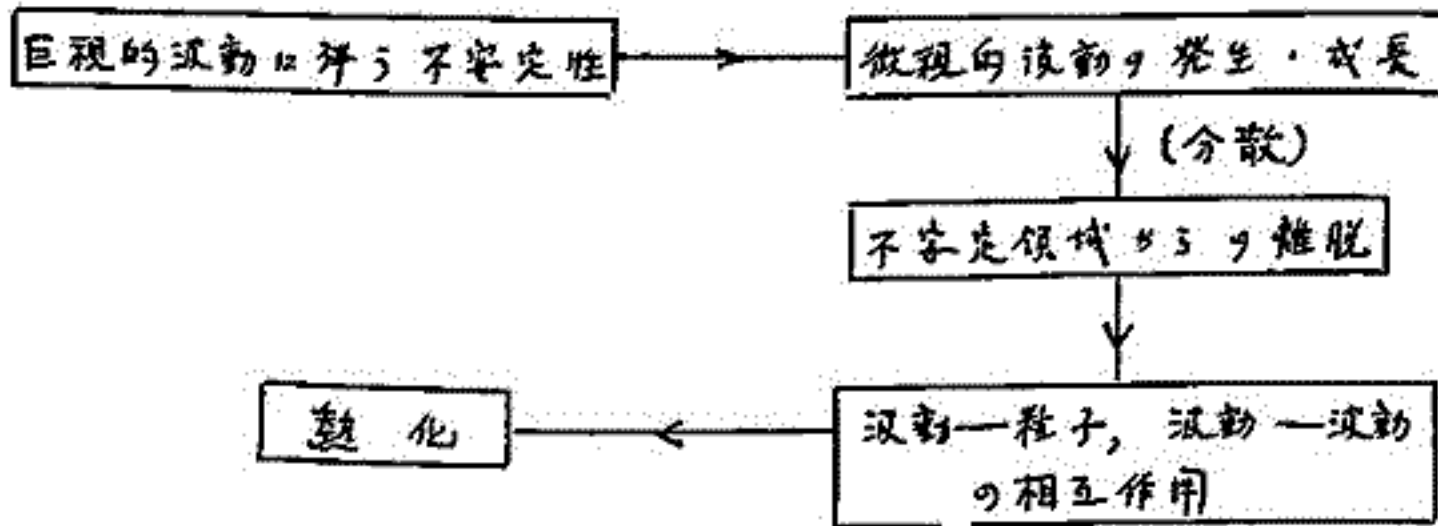 巨視的波動に伴う不安定性
微視的波動の発生・成長
(分散)
不安定領域からの離脱
波動—粒子, 波動—波動
の相互作用
熱化